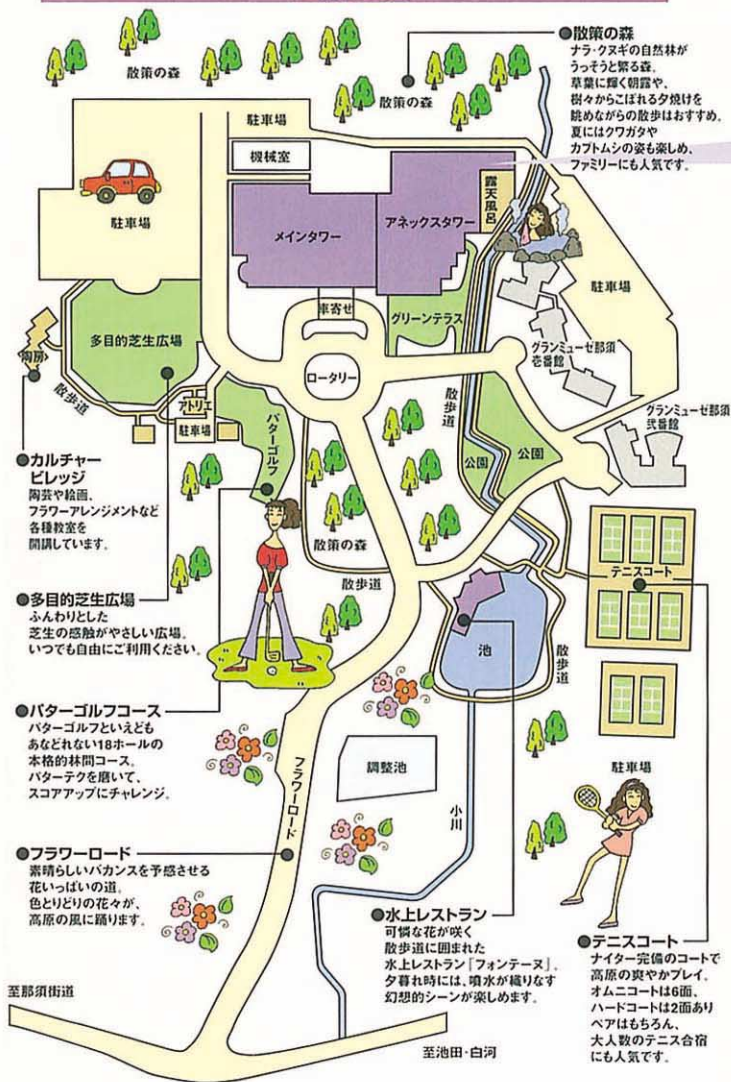 散策の森
散策の森
●散策の森
ナラ・クヌギの自然林が
うっそうと繁る森。
草葉に輝く朝露や、
樹々からこぼれる夕焼けを
眺めながらの散歩はおすすめ。
夏にはクワガタや
カブトムシの姿も楽しめ、
ファミリーにも人気です。
駐車場
機械室
駐車場
メインタワー
アネックスタワー
露天風呂
駐車場
車寄せ
グリーンテラス
多目的芝生広場
陶房
散歩道
アトリエ
駐車場
ロータリー
パターゴルフ
散歩道
グランミューゼ那須
壱番館
グランミューゼ那須
弐番館
公園
公園
●カルチャー
ビレッジ
陶芸や絵画、
フラワーアレンジメントなど
各種教室を
開講しています。
散策の森
散歩道
テニスコート
●多目的芝生広場
ふんわりとした
芝生の感触がやさしい広場。
いつでも自由にご利用ください。
池
散歩道
●パターゴルフコース
パターゴルフといえども
あなどれない18ホールの
本格的林間コース。
パターテクを磨いて、
スコアアップにチャレンジ。
調整池
駐車場
フラワーロード
小川
●フラワーロード
素晴らしいバカンスを予感させる
花いっぱいの道。
色とりどりの花々が、
高原の風に踊ります。
●水上レストラン
可憐な花が咲く
散歩道に囲まれた
水上レストラン「フォンテーヌ」。
夕暮れ時には、噴水が織りなす
幻想的シーンが楽しめます。
●テニスコート
ナイター完備のコートで
高原の爽やかプレイ。
オムニコートは6面、
ハードコートは2面あり
ペアはもちろん、
大人数のテニス合宿
にも人気です。
至那須街道
至池田・白河